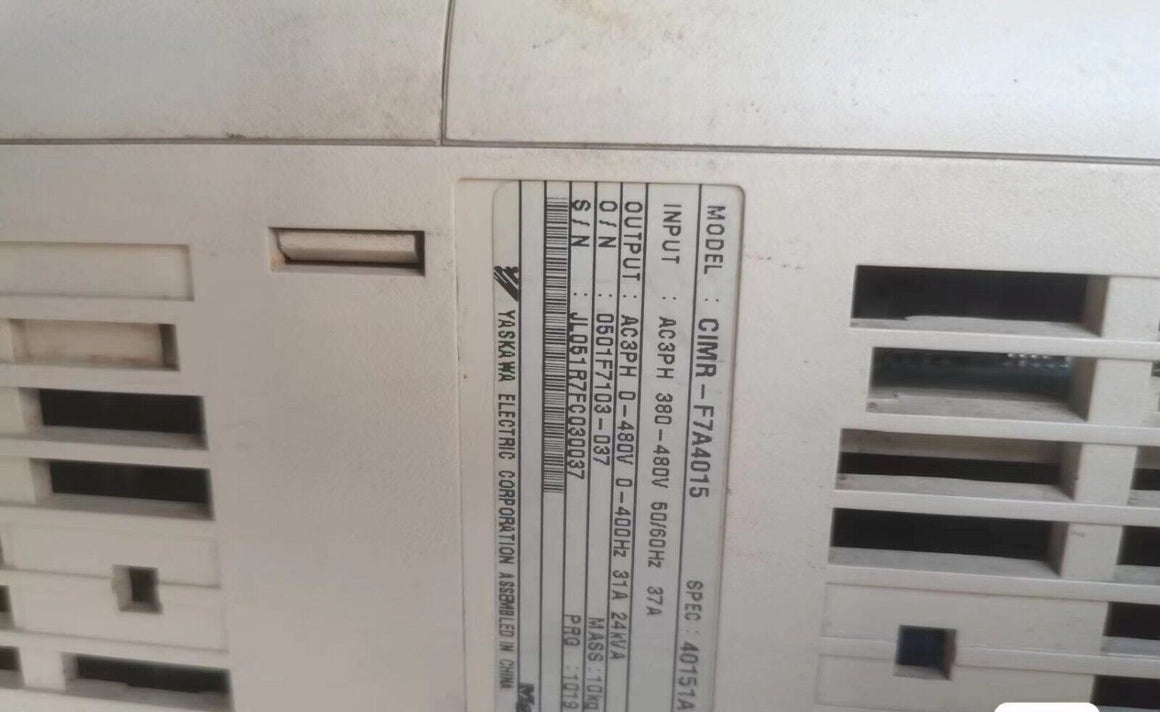 MODEL : CIMR-F7A4015 SPEC : 40151A
INPUT : AC3PH 380-480V 50/60Hz 37A
OUTPUT : AC3PH 0-480V 0-400Hz 31A 24kVA
O/N : 0501F7103-037 MASS : 10kg
S/N : JL051R7FC030037 PRG : 1019
YASKAWA ELECTRIC CORPORATION ASSEMBLED IN CHINA